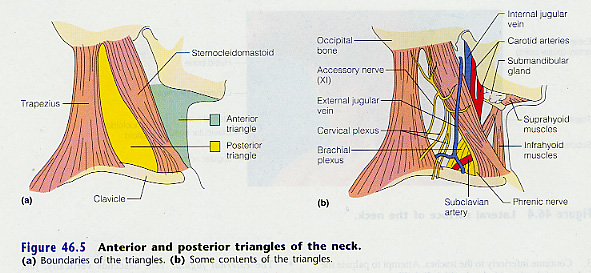 Sternocleidomastoid
Trapezius
Anterior
triangle
Posterior
triangle
Clavicle
(a)
Internal jugular
vein
Occipital
bone
Carotid arteries
Accessory nerve
(XI)
Submandibular
gland
External jugular
vein
Suprahyoid
muscles
Cervical plexus
Infrahyoid
muscles
Brachial
plexus
Subclavian
artery
Phrenic nerve
(b)
Figure 46.5 Anterior and posterior triangles of the neck.
(a) Boundaries of the triangles. (b) Some contents of the triangles.